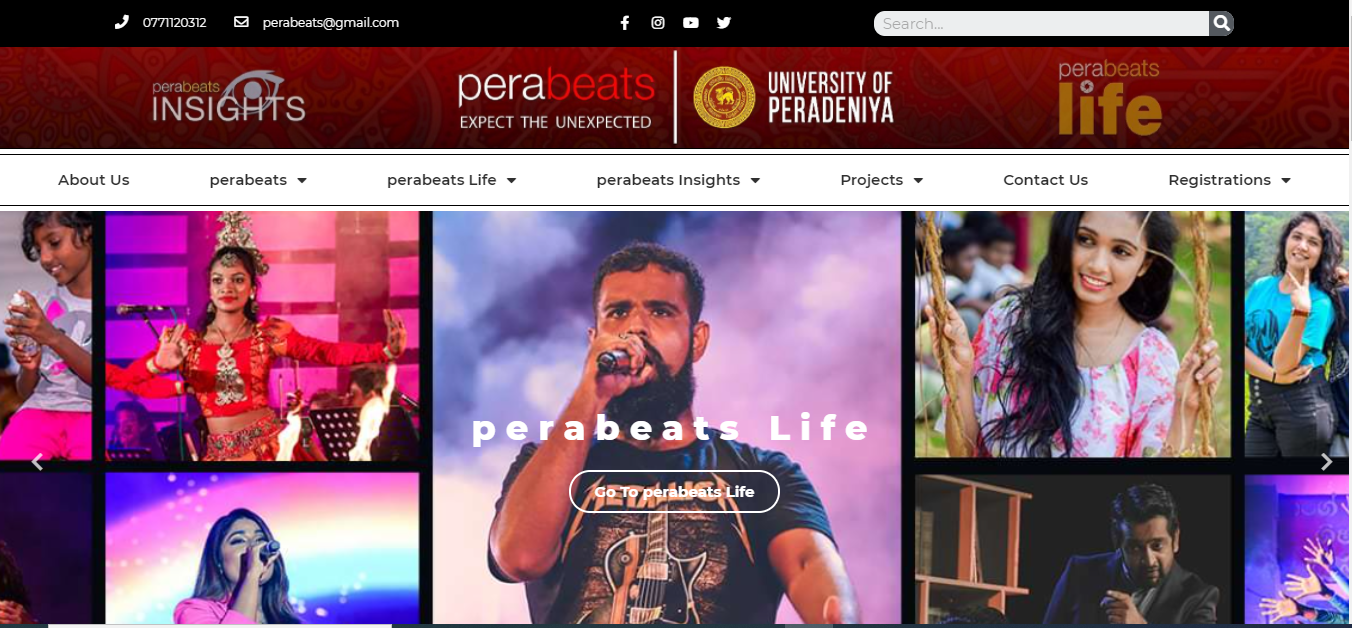 0771120312 perabeats@gmail.com Search...
perabeats
INSIGHTS
perabeats
EXPECT THE UNEXPECTED
UNIVERSITY OF
PERADENIYA
perabeats
life
About Us perabeats perabeats Life perabeats Insights Projects Contact Us Registrations
perabeats Life
Go To perabeats Life